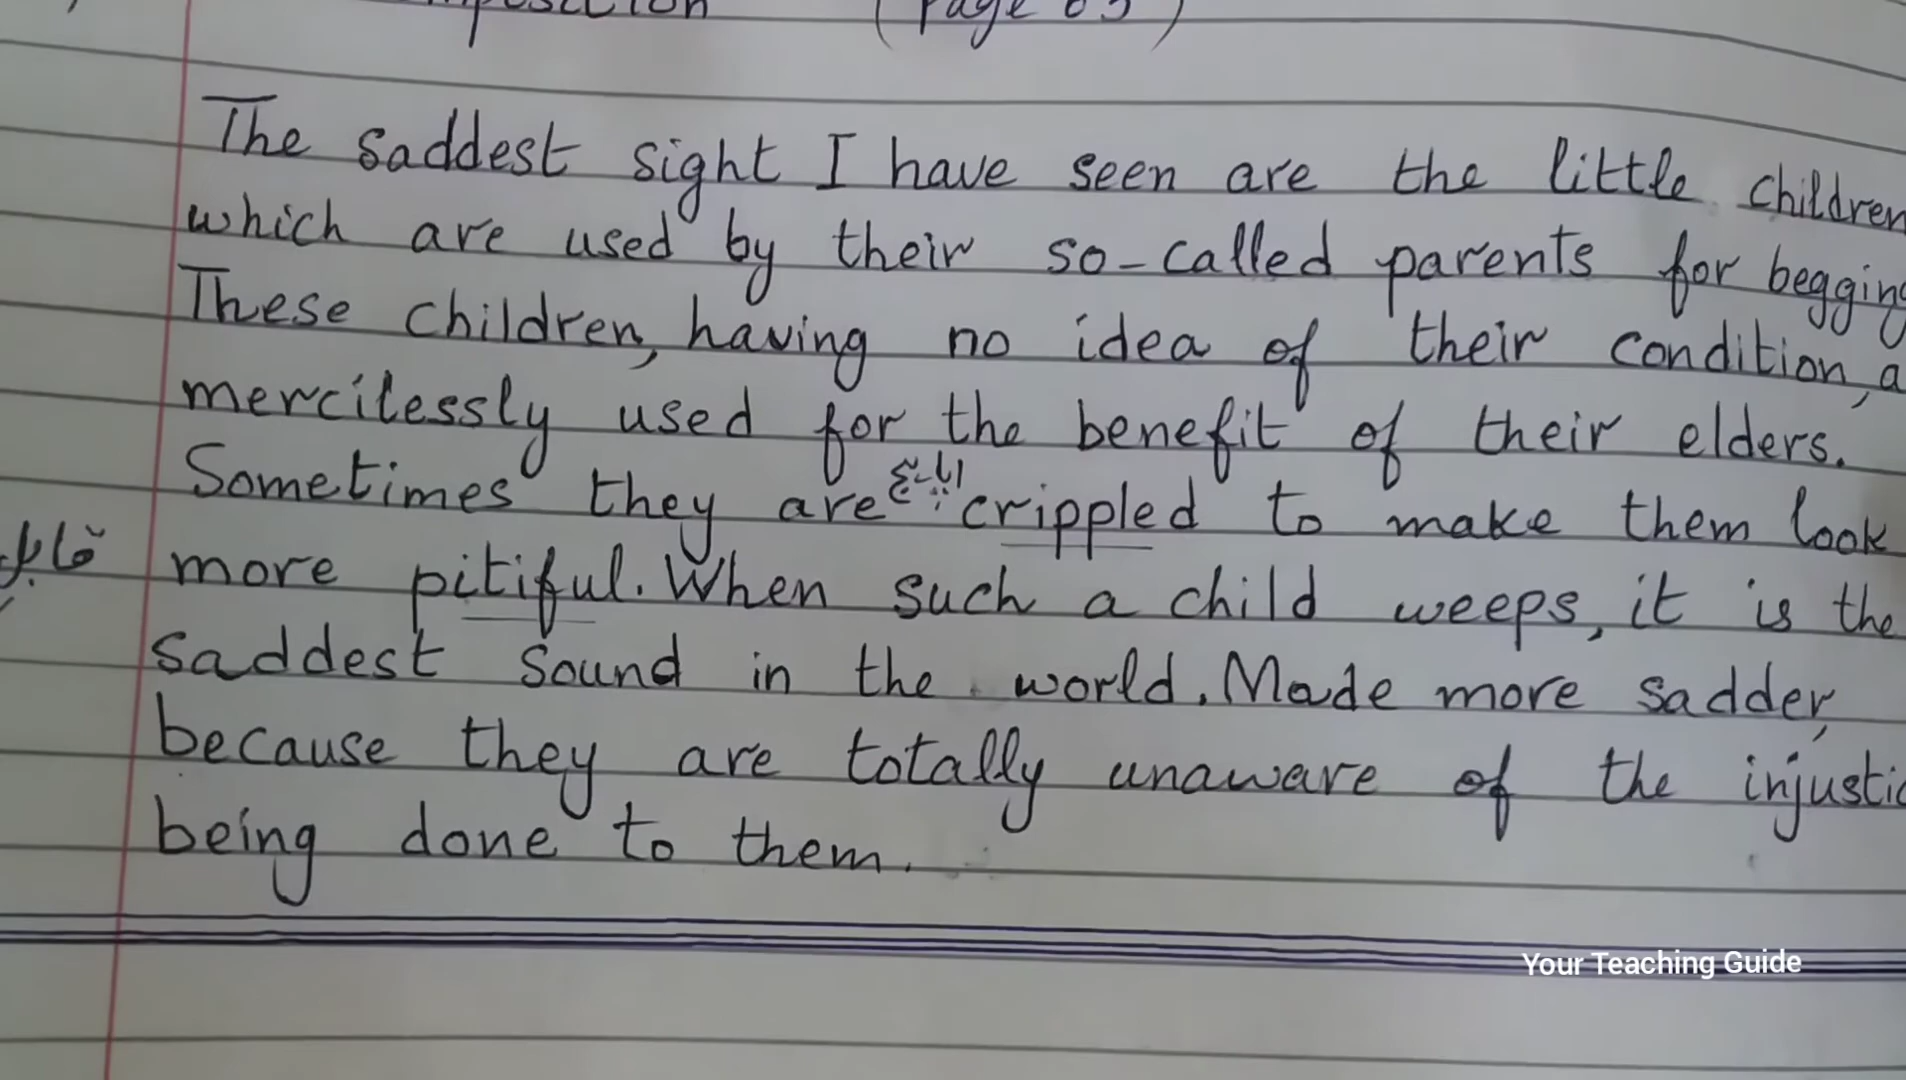 (Page 63)
The saddest sight I have seen are the little children
which are used by their so-called parents for begging
These children, having no idea of their condition, a
mercilessly used for the benefit of their elders.
Sometimes they are crippled to make them look
more pitiful. When such a child weeps, it is the
saddest sound in the world. Made more sadder,
because they are totally unaware of the injustic
being done to them.
Your Teaching Guide